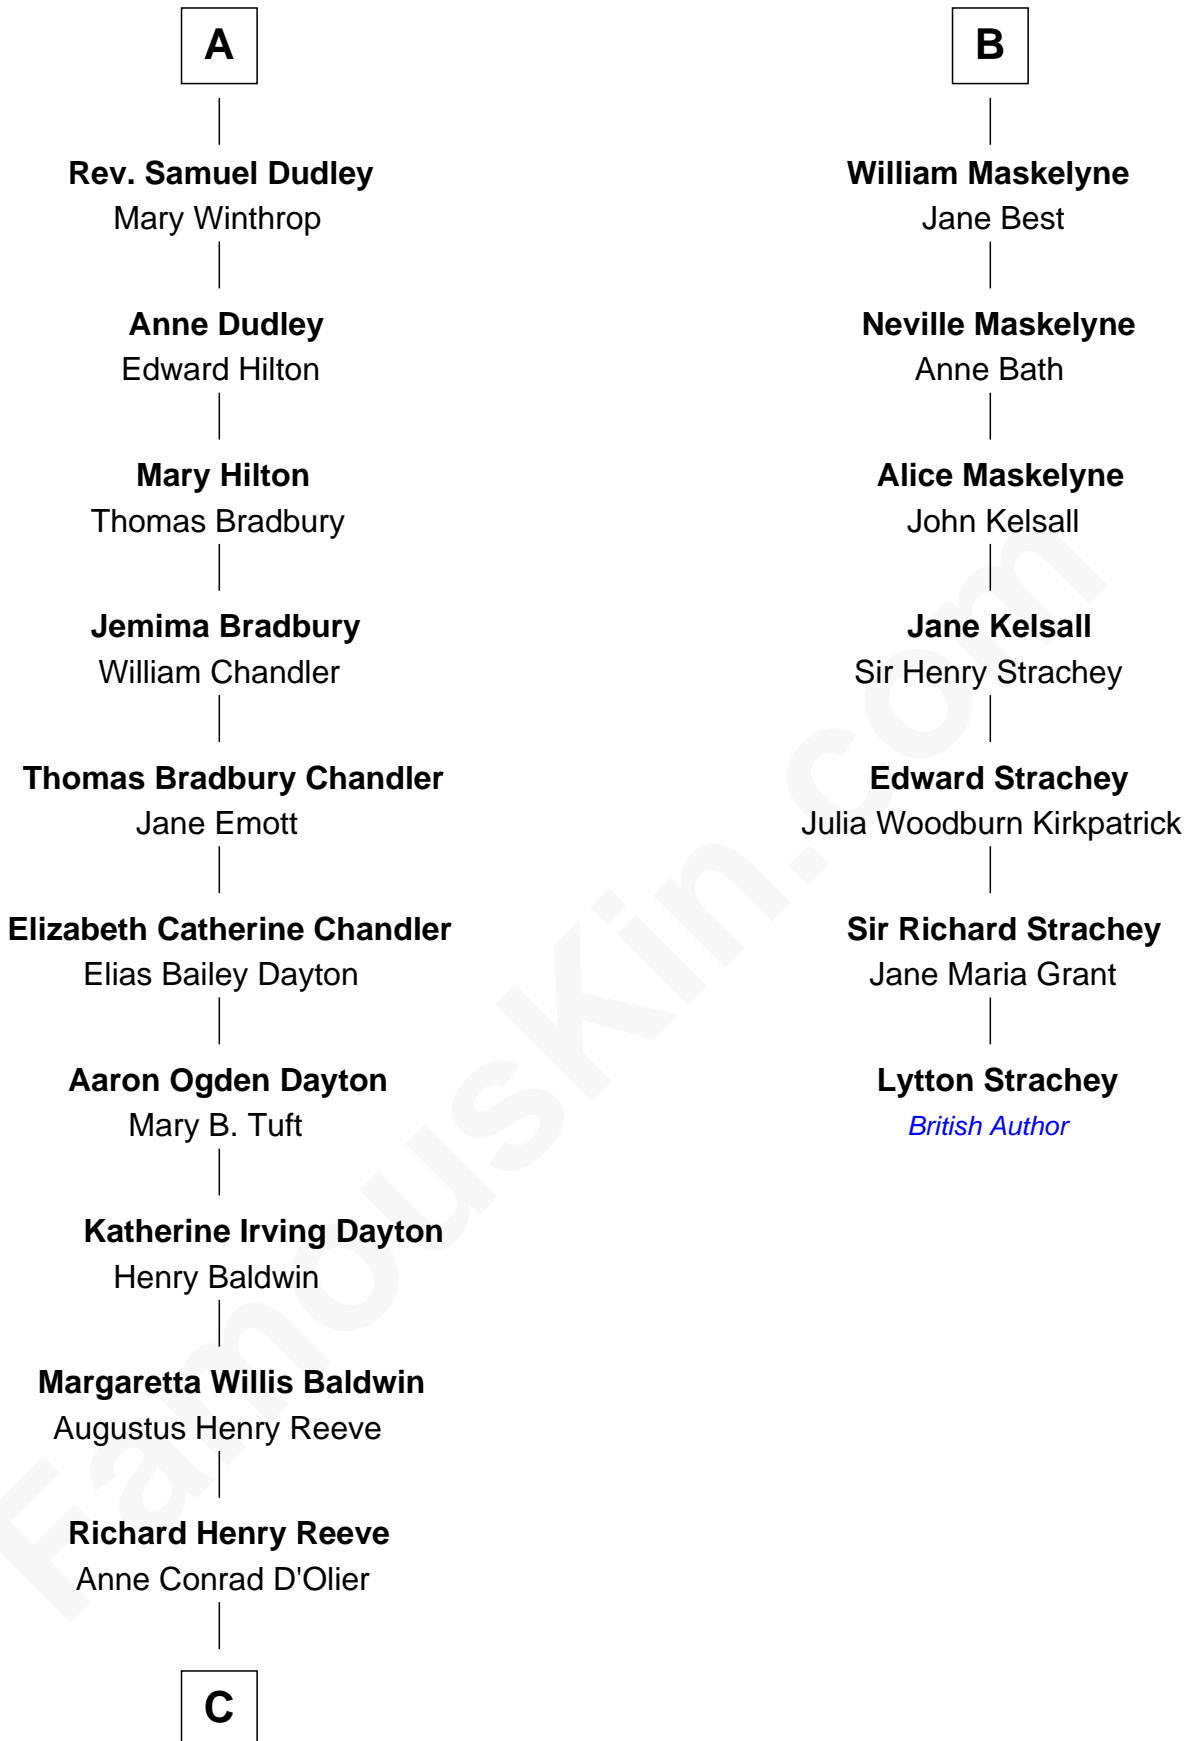 A
Rev. Samuel Dudley
Mary Winthrop
Anne Dudley
Edward Hilton
Mary Hilton
Thomas Bradbury
Jemima Bradbury
William Chandler
Thomas Bradbury Chandler
Jane Emott
Elizabeth Catherine Chandler
Elias Bailey Dayton
Aaron Ogden Dayton
Mary B. Tuft
Katherine Irving Dayton
Henry Baldwin
Margaretta Willis Baldwin
Augustus Henry Reeve
Richard Henry Reeve
Anne Conrad D'Olier
C
B
William Maskelyne
Jane Best
Neville Maskelyne
Anne Bath
Alice Maskelyne
John Kelsall
Jane Kelsall
Sir Henry Strachey
Edward Strachey
Julia Woodburn Kirkpatrick
Sir Richard Strachey
Jane Maria Grant
Lytton Strachey
British Author
FamousKin.com